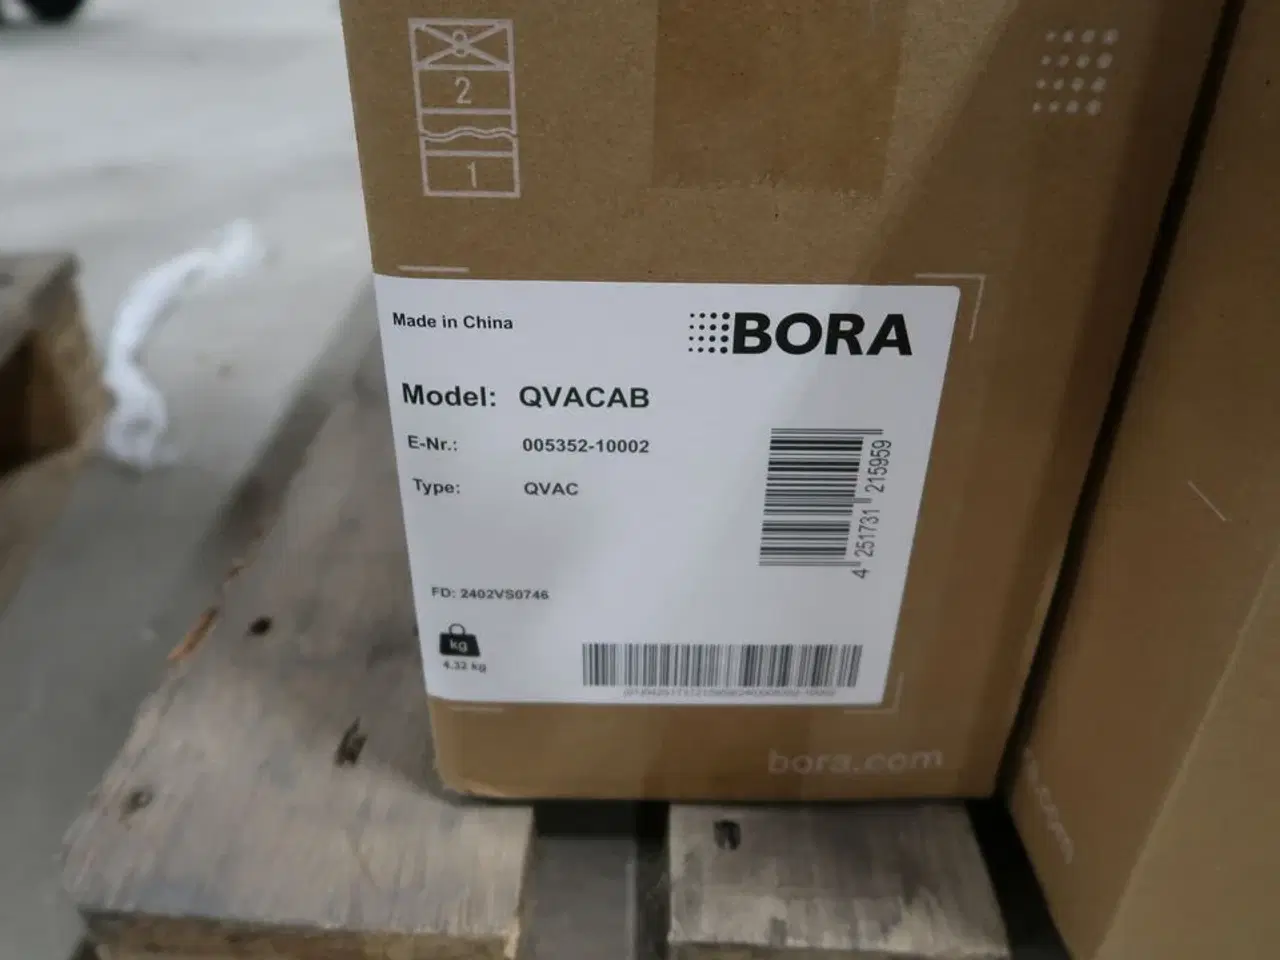 8
2
1
Made in China
BORA
Model: QVACAB
E-Nr.: 005352-10002
Type: QVAC
4 251731 215959
FD: 2402VS0746
kg
4.32 kg
bora.com